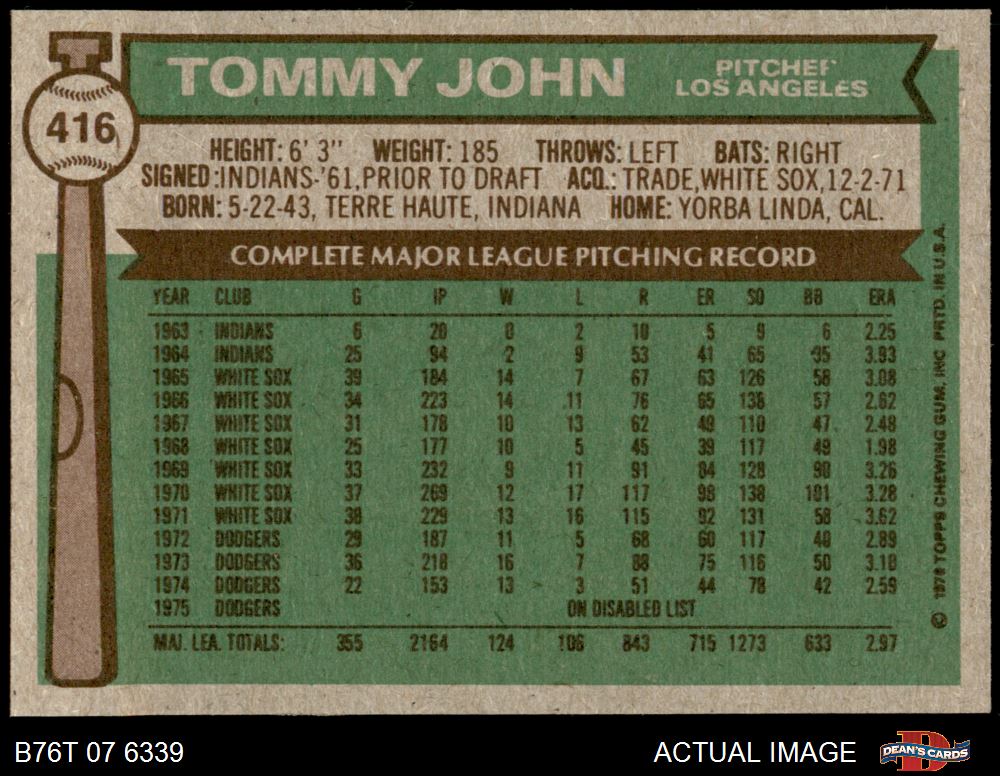 TOMMY JOHN
PITCHER
LOS ANGELES
416
HEIGHT: 6' 3" WEIGHT: 185 THROWS: LEFT BATS: RIGHT
SIGNED: INDIANS-'61, PRIOR TO DRAFT ACQ.: TRADE, WHITE SOX, 12-2-71
BORN: 5-22-43, TERRE HAUTE, INDIANA HOME: YORBA LINDA, CAL.
COMPLETE MAJOR LEAGUE PITCHING RECORD
YEAR CLUB G IP W L R ER SO BB ERA
1963 INDIANS 6 20 0 2 10 5 9 6 2.25
1964 INDIANS 25 94 2 9 53 41 65 35 3.93
1965 WHITE SOX 39 184 14 7 67 63 126 58 3.08
1966 WHITE SOX 34 223 14 11 76 65 138 57 2.62
1967 WHITE SOX 31 178 10 13 62 49 110 47 2.48
1968 WHITE SOX 25 177 10 5 45 39 117 49 1.98
1969 WHITE SOX 33 232 9 11 91 84 128 90 3.26
1970 WHITE SOX 37 269 12 17 117 98 138 101 3.28
1971 WHITE SOX 38 229 13 16 115 92 131 58 3.62
1972 DODGERS 29 187 11 5 68 60 117 40 2.89
1973 DODGERS 36 218 16 7 88 75 116 50 3.10
1974 DODGERS 22 153 13 3 51 44 78 42 2.59
1975 DODGERS ON DISABLED LIST
MAJ. LEA. TOTALS: 355 2164 124 106 843 715 1273 633 2.97
© 1976 TOPPS CHEWING GUM, INC PRTD. IN U.S.A.
B76T 07 6339
ACTUAL IMAGE
DEAN'S CARDS